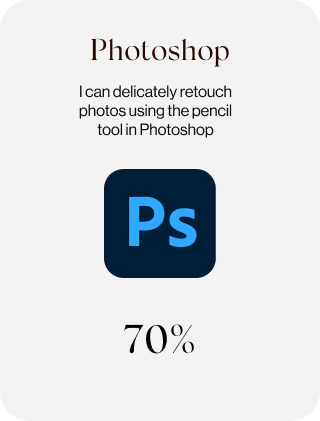 Photoshop
I can delicately retouch
photos using the pencil
tool in Photoshop
Ps
70%